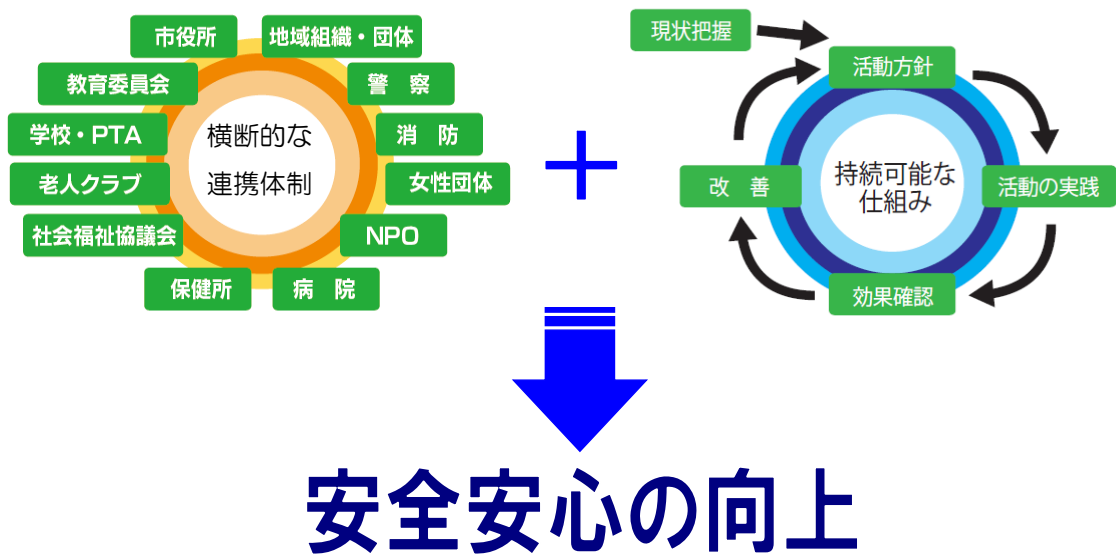 市役所
地域組織・団体
教育委員会
警　察
学校・PTA
消　防
老人クラブ
女性団体
社会福祉協議会
NPO
保健所
病　院
横断的な
連携体制
＋
現状把握
活動方針
改　善
活動の実践
効果確認
持続可能な
仕組み
安全安心の向上